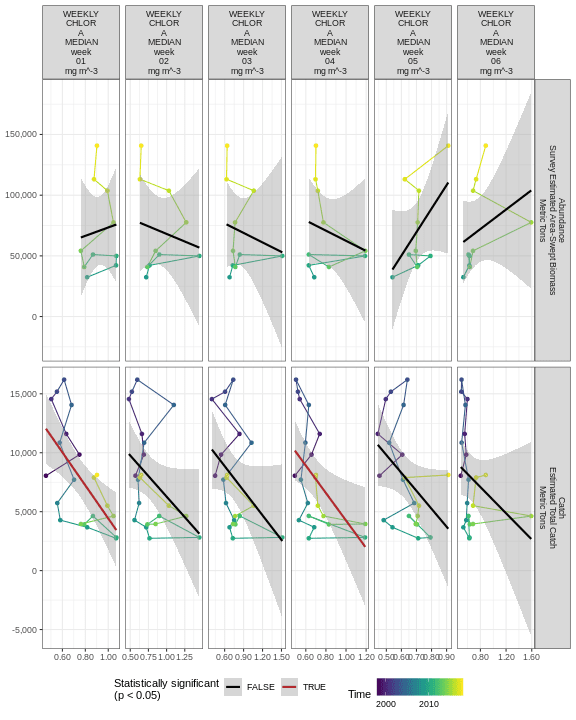 WEEKLY
CHLOR
A
MEDIAN
week
01
mg m^-3
WEEKLY
CHLOR
A
MEDIAN
week
02
mg m^-3
WEEKLY
CHLOR
A
MEDIAN
week
03
mg m^-3
WEEKLY
CHLOR
A
MEDIAN
week
04
mg m^-3
WEEKLY
CHLOR
A
MEDIAN
week
05
mg m^-3
WEEKLY
CHLOR
A
MEDIAN
week
06
mg m^-3
150,000
100,000
50,000
0
Abundance
Survey Estimated Area-Swept Biomass
Metric Tons
15,000
10,000
5,000
0
-5,000
Catch
Estimated Total Catch
Metric Tons
0.60 0.80 1.00
0.50 0.75 1.00 1.25
0.60 0.90 1.20 1.50
0.60 0.80 1.00 1.20
0.50 0.60 0.70 0.80 0.90
0.80 1.20 1.60
Statistically significant
(p < 0.05)
FALSE
TRUE
Time
2000 2010